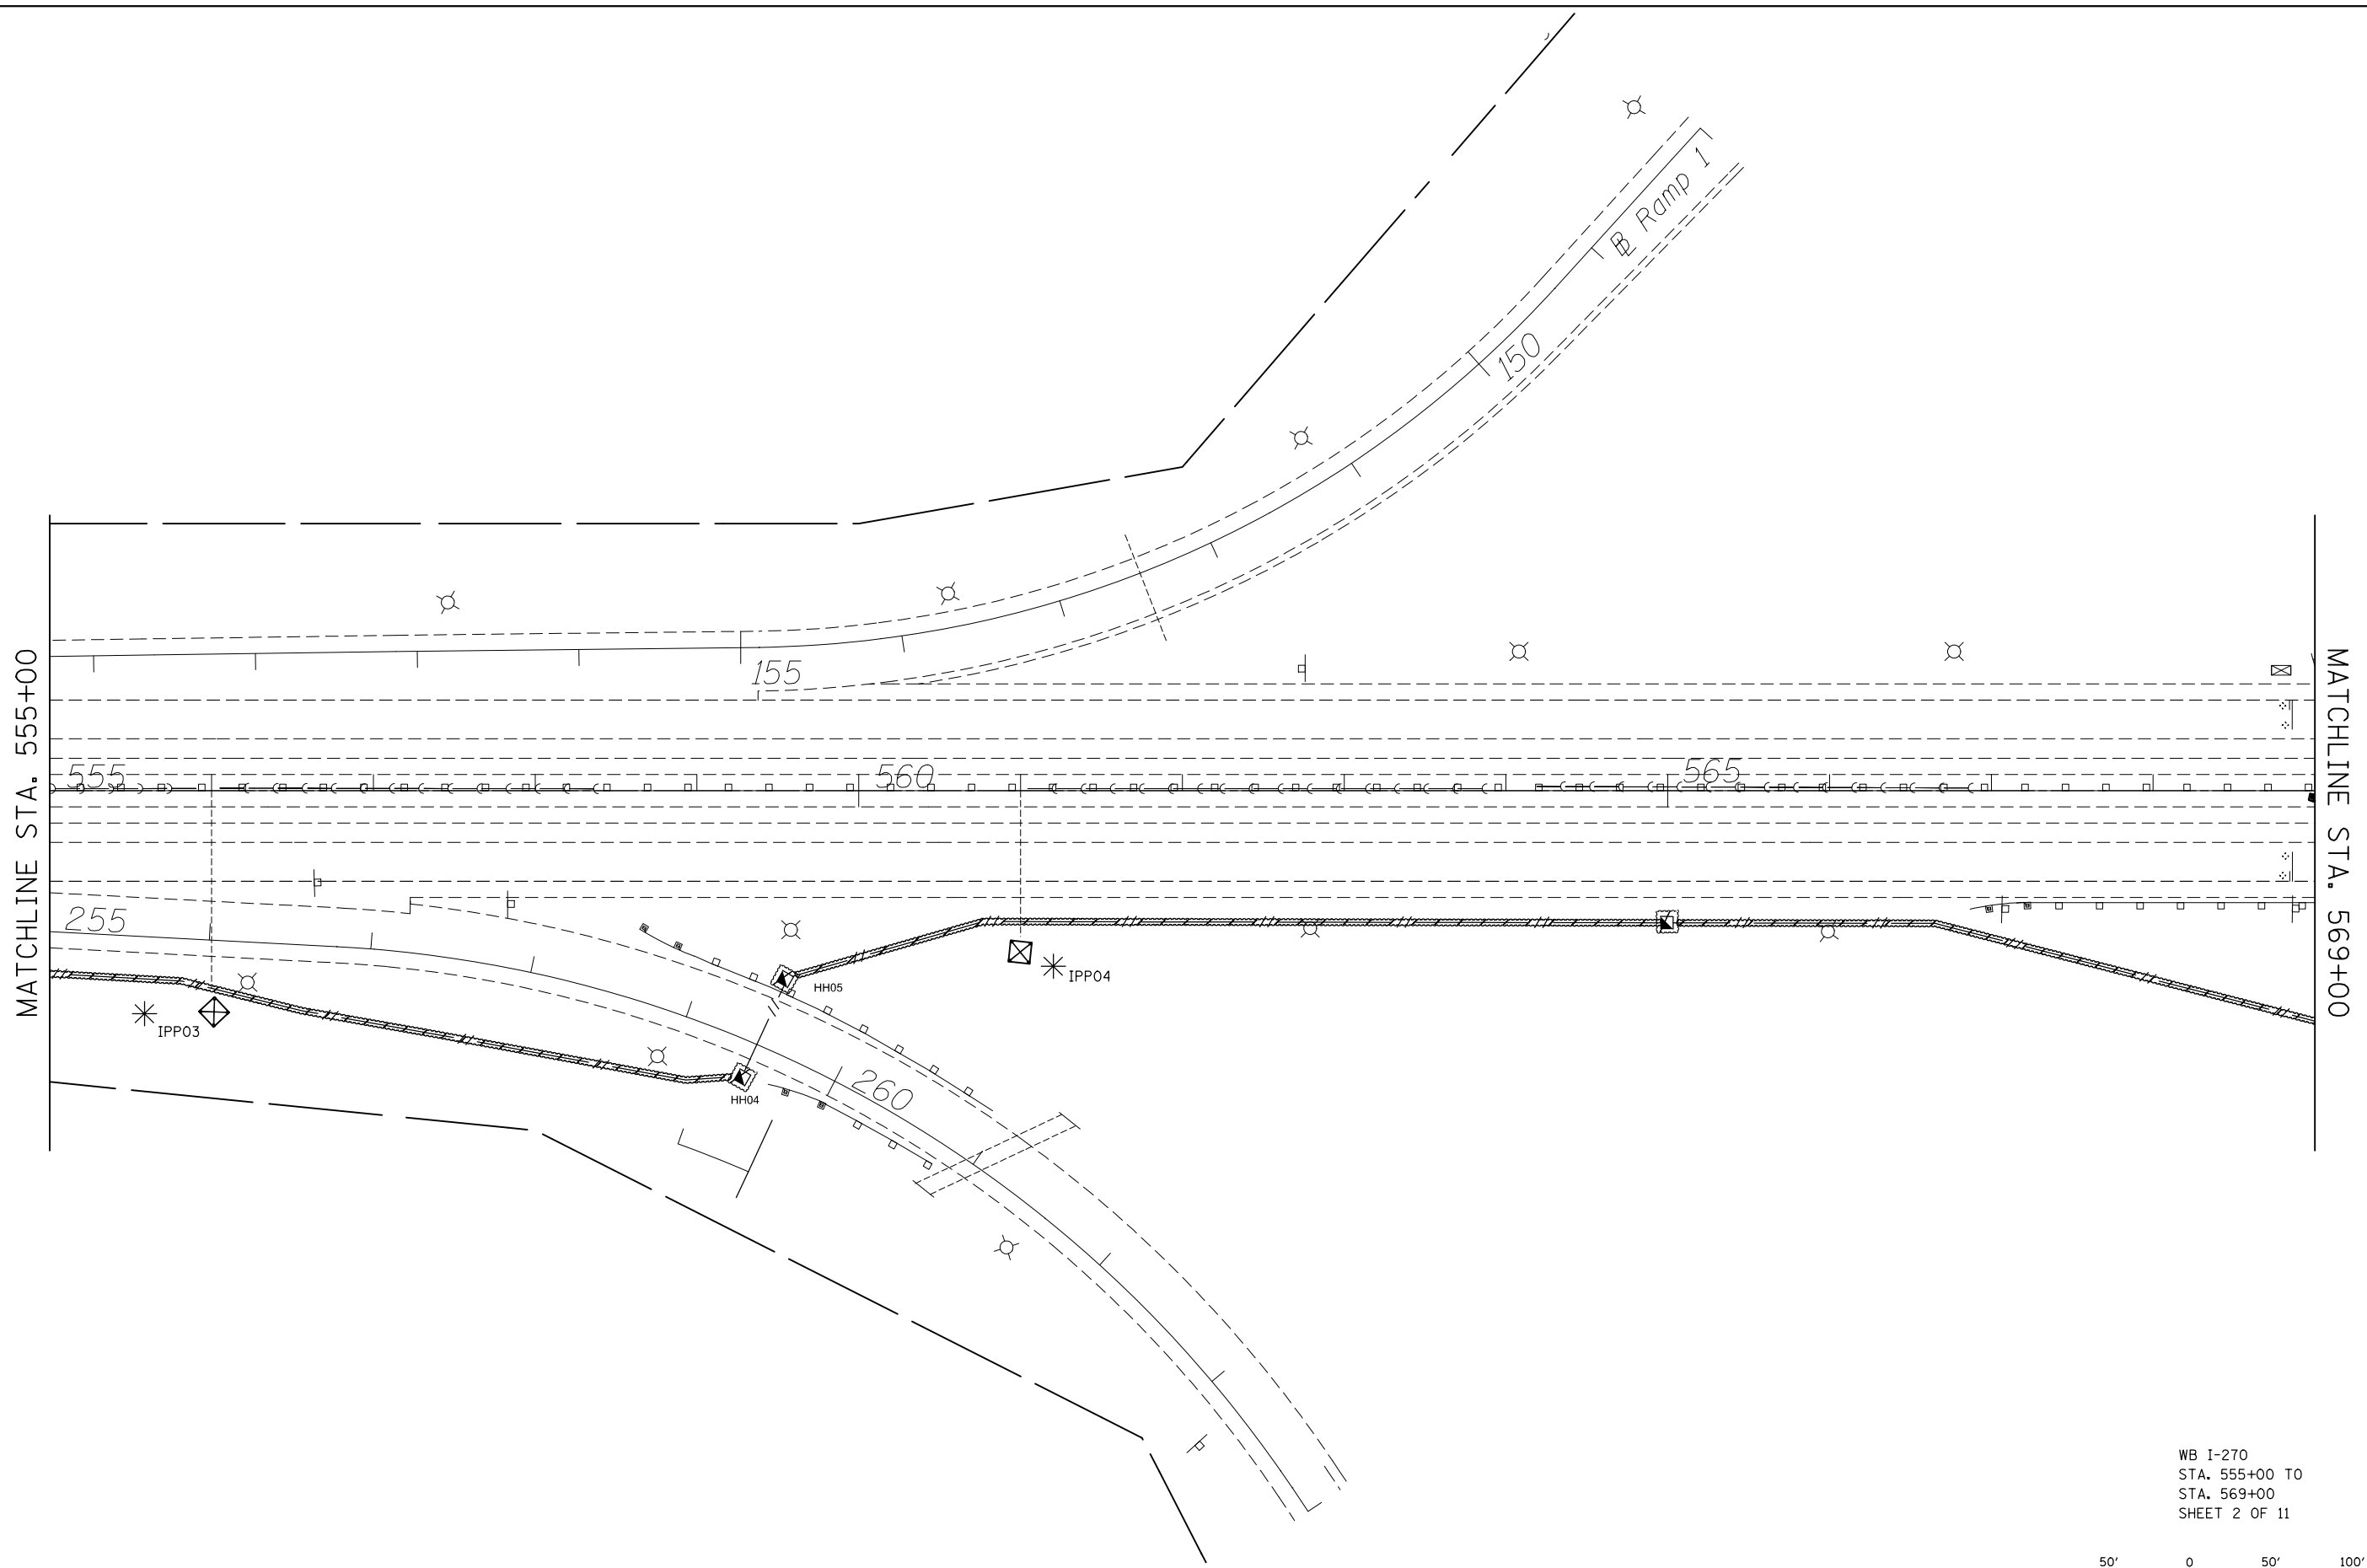 ℄ Ramp 1
150
155
MATCHLINE STA. 555+00
MATCHLINE STA. 569+00
555
560
565
255
IPP03
HH05
IPP04
HH04
260
WB I-270
STA. 555+00 TO
STA. 569+00
SHEET 2 OF 11
50' 0 50' 100'